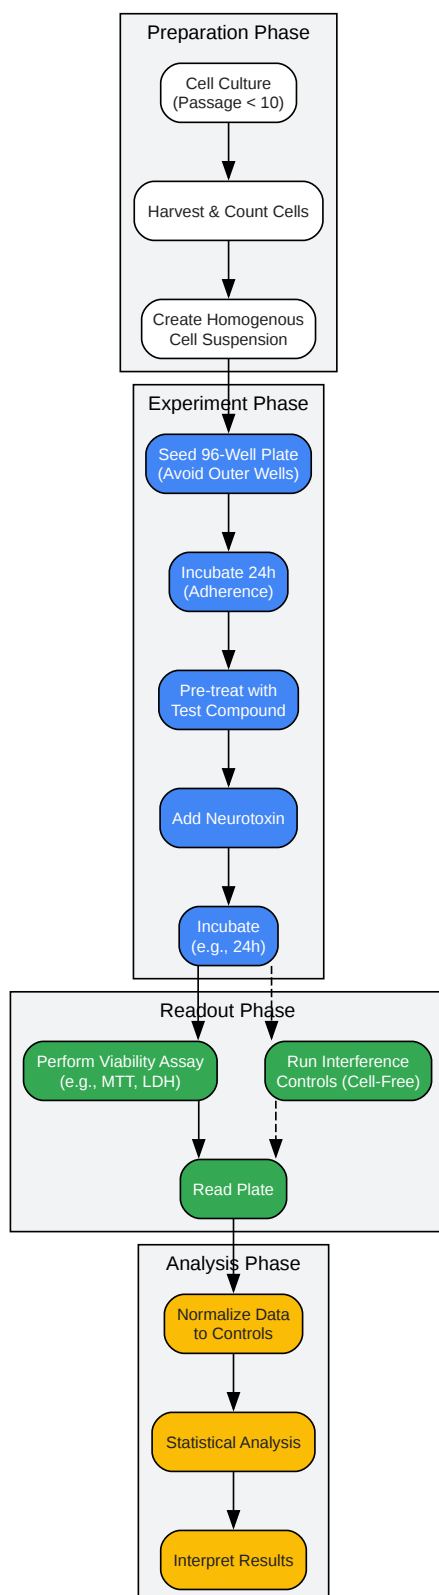 Preparation Phase
Cell Culture
(Passage < 10)
Harvest & Count Cells
Create Homogenous
Cell Suspension
Experiment Phase
Seed 96-Well Plate
(Avoid Outer Wells)
Incubate 24h
(Adherence)
Pre-treat with
Test Compound
Add Neurotoxin
Incubate
(e.g., 24h)
Readout Phase
Perform Viability Assay
(e.g., MTT, LDH)
Run Interference
Controls (Cell-Free)
Read Plate
Analysis Phase
Normalize Data
to Controls
Statistical Analysis
Interpret Results